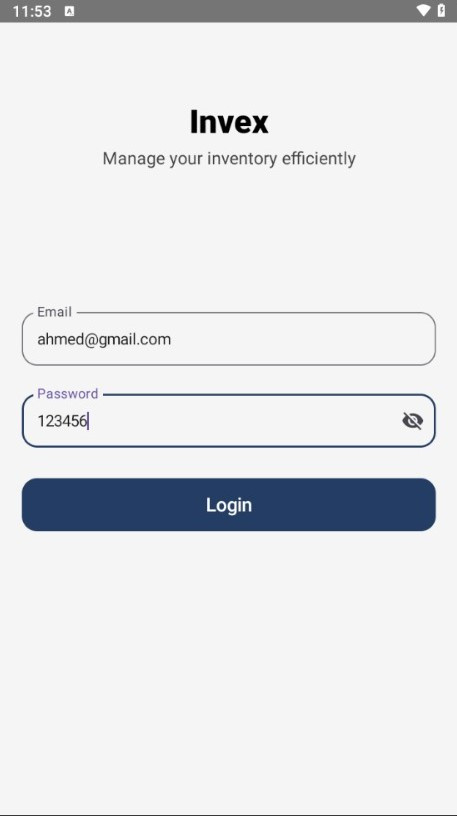 11:53
A
Invex
Manage your inventory efficiently
Email
ahmed@gmail.com
Password
123456
Login